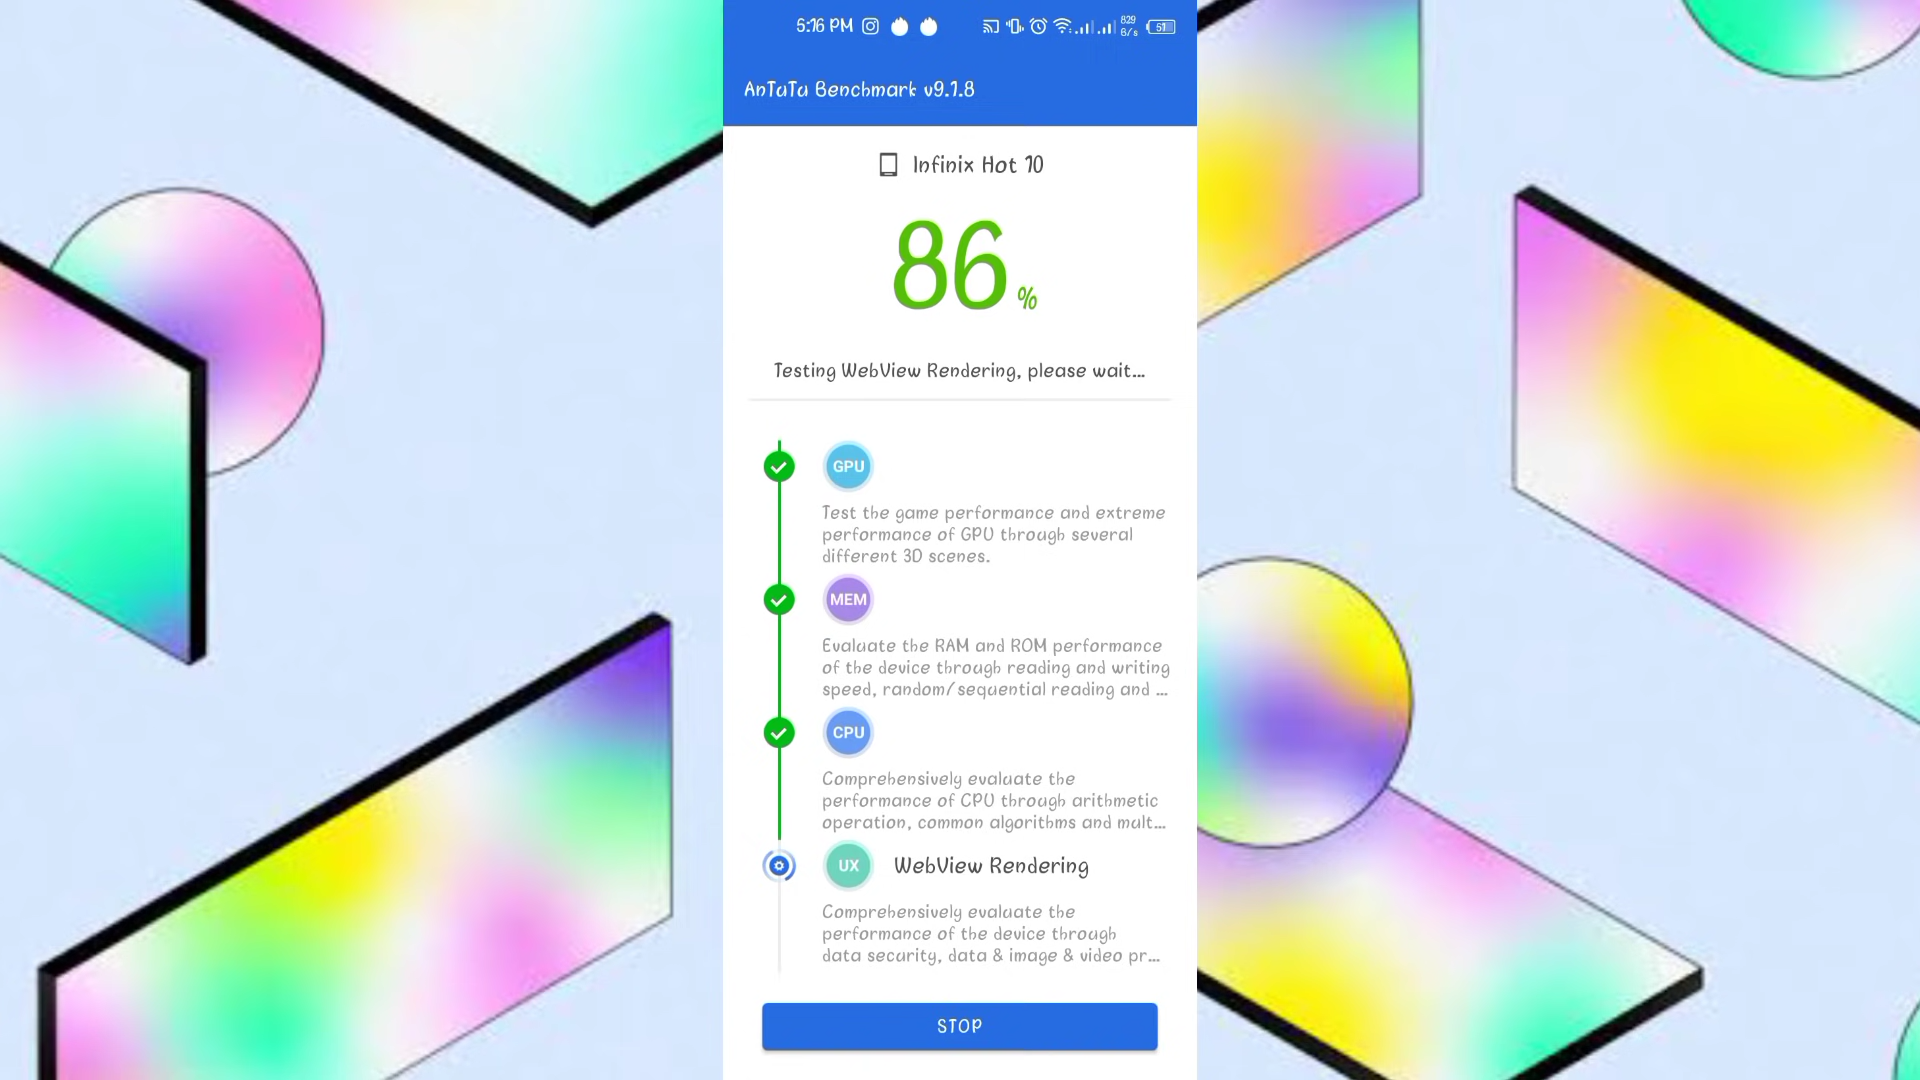 5:16 PM 829 B/s 51
AnTuTu Benchmark v9.1.8
Infinix Hot 10
86 %
Testing WebView Rendering, please wait...
GPU
Test the game performance and extreme
performance of GPU through several
different 3D scenes.
MEM
Evaluate the RAM and ROM performance
of the device through reading and writing
speed, random/sequential reading and ...
CPU
Comprehensively evaluate the
performance of CPU through arithmetic
operation, common algorithms and mult...
UX WebView Rendering
Comprehensively evaluate the
performance of the device through
data security, data & image & video pr...
STOP